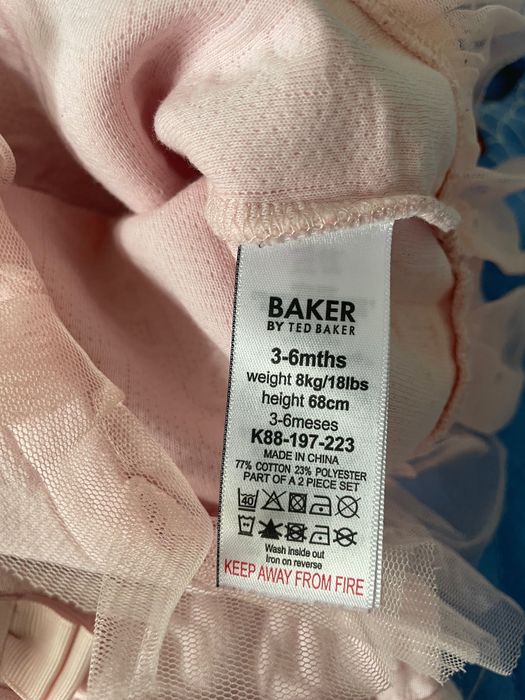 BAKER
BY TED BAKER
3-6mths
weight 8kg/18lbs
height 68cm
3-6meses
K88-197-223
MADE IN CHINA
77% COTTON 23% POLYESTER
PART OF A 2 PIECE SET
40
Wash inside out
Iron on reverse
KEEP AWAY FROM FIRE